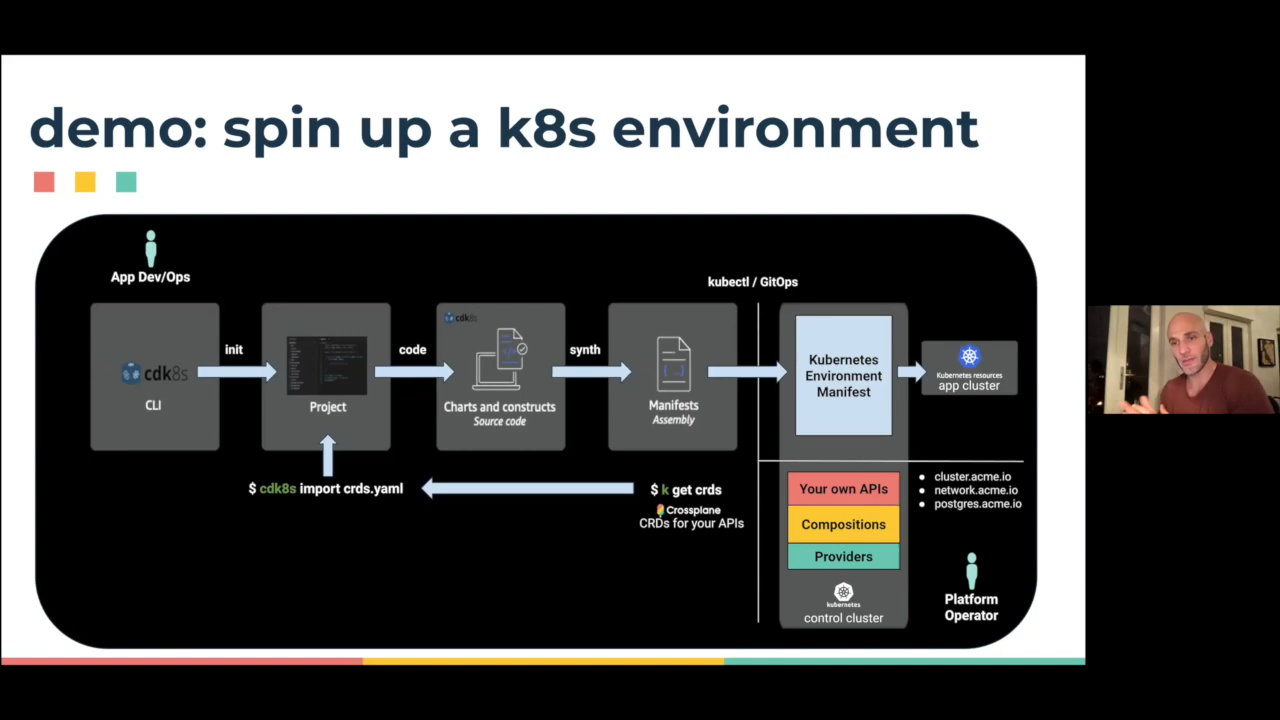 demo: spin up a k8s environment
App Dev/Ops
kubectl / GitOps
cdk8s
CLI
init
Project
code
cdk8s
Charts and constructs
Source code
synth
Manifests
Assembly
Kubernetes
Environment
Manifest
Kubernetes resources
app cluster
$ cdk8s import crds.yaml
$ k get crds
Crossplane
CRDs for your APIs
Your own APIs
Compositions
Providers
kubernetes
control cluster
• cluster.acme.io
• network.acme.io
• postgres.acme.io
Platform
Operator